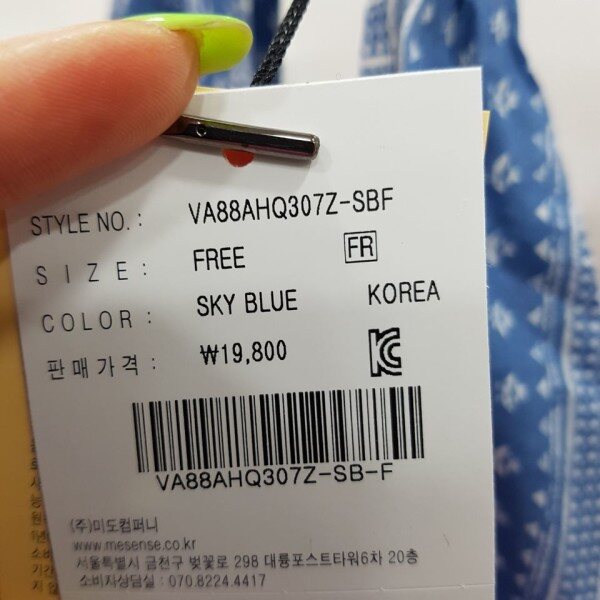 STYLE NO.: VA88AHQ307Z-SBF
SIZE: FREE FR
COLOR: SKY BLUE KOREA
판매가격: ₩19,800
VA88AHQ307Z-SB-F
(주)미도컴퍼니
www.mesense.co.kr
서울특별시 금천구 벚꽃로 298 대륭포스트타워6차 20층
소비자상담실 : 070.8224.4417